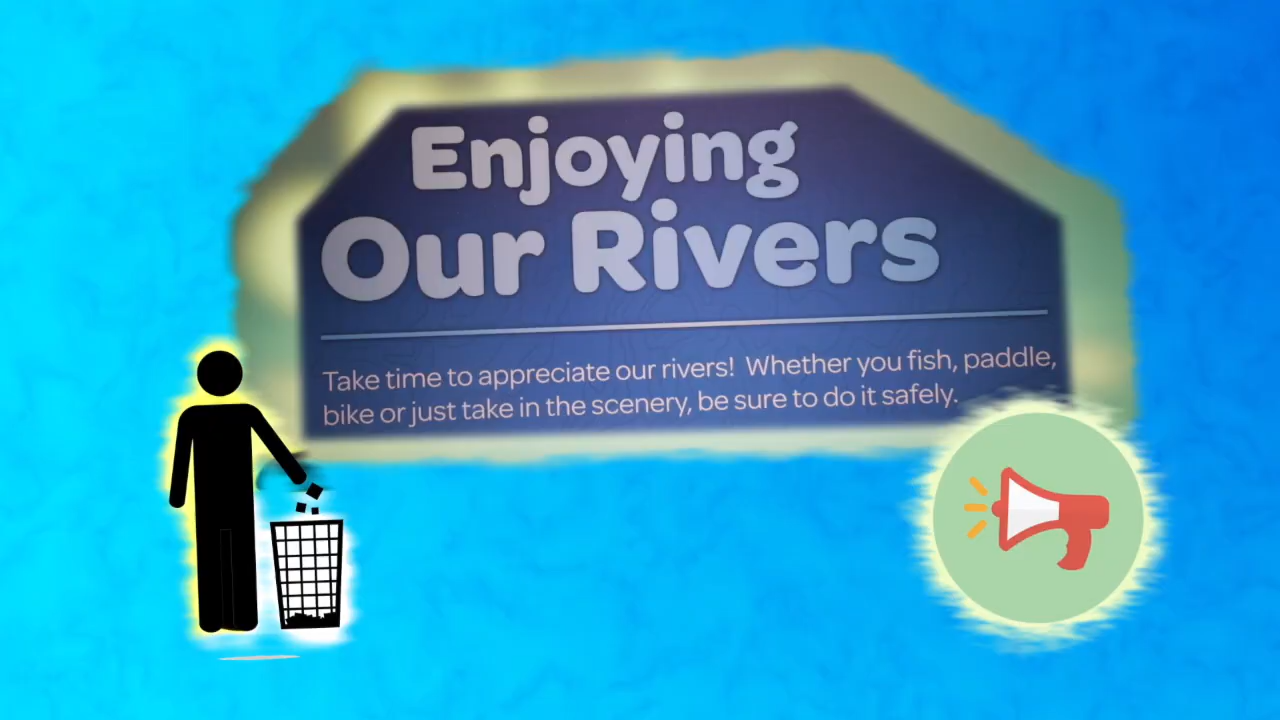 Enjoying
Our Rivers
Take time to appreciate our rivers! Whether you fish, paddle,
bike or just take in the scenery, be sure to do it safely.